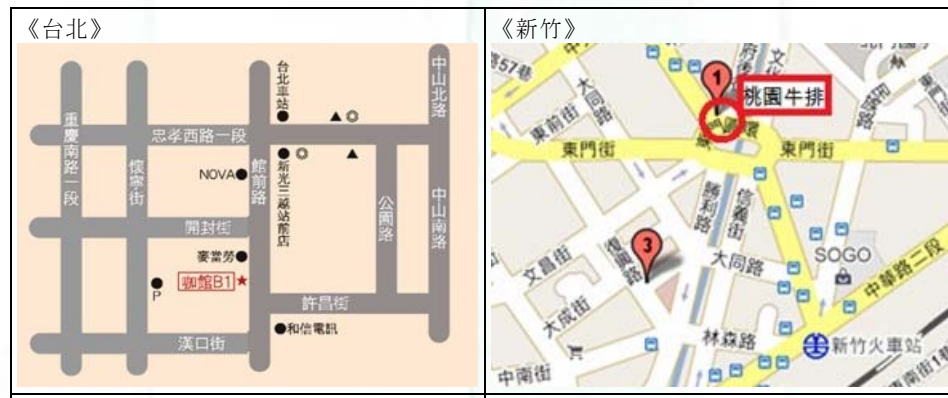 《台北》
台北車站
中山北路
重慶南路一段
忠孝西路一段
懷寧街
館前路
新光三越站前店
NOVA
公園路
中山南路
開封街
麥當勞
咖館B1
P
許昌街
和信電訊
漢口街
《新竹》
路57巷
大同路
1
桃園牛排
東前街
東門街
東門街
勝利路
信義街
復興路
3
SOGO
文昌街
大同路
中華路二段
大成街
林森路
新竹火車站
中南街